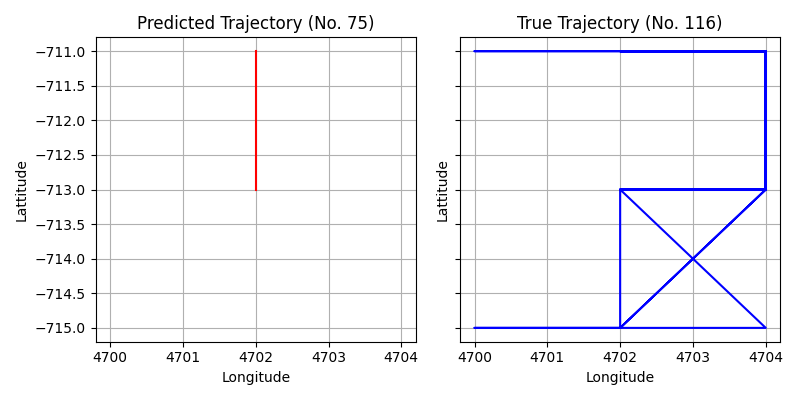 Predicted Trajectory (No. 75)
True Trajectory (No. 116)
−711.0
−711.5
−712.0
−712.5
−713.0
−713.5
−714.0
−714.5
−715.0
Lattitude
Lattitude
4700 4701 4702 4703 4704
4700 4701 4702 4703 4704
Longitude
Longitude